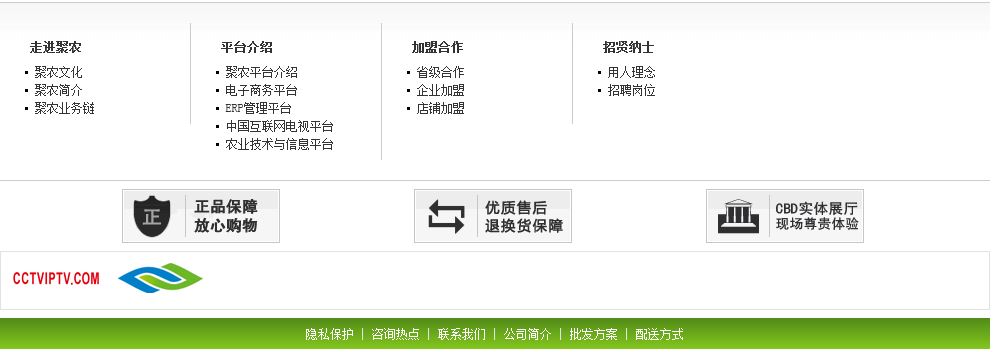 走进聚农
聚农文化
聚农简介
聚农业务链
平台介绍
聚农平台介绍
电子商务平台
ERP管理平台
中国互联网电视平台
农业技术与信息平台
加盟合作
省级合作
企业加盟
店铺加盟
招贤纳士
用人理念
招聘岗位
正
正品保障
放心购物
优质售后
退换货保障
CBD实体展厅
现场尊贵体验
CCTVIPTV.COM
隐私保护 | 咨询热点 | 联系我们 | 公司简介 | 批发方案 | 配送方式